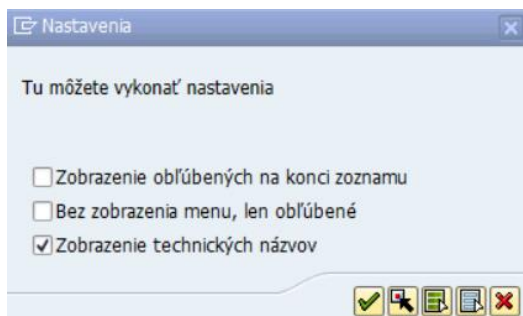 Nastavenia
Tu môžete vykonať nastavenia
Zobrazenie obľúbených na konci zoznamu
Bez zobrazenia menu, len obľúbené
Zobrazenie technických názvov